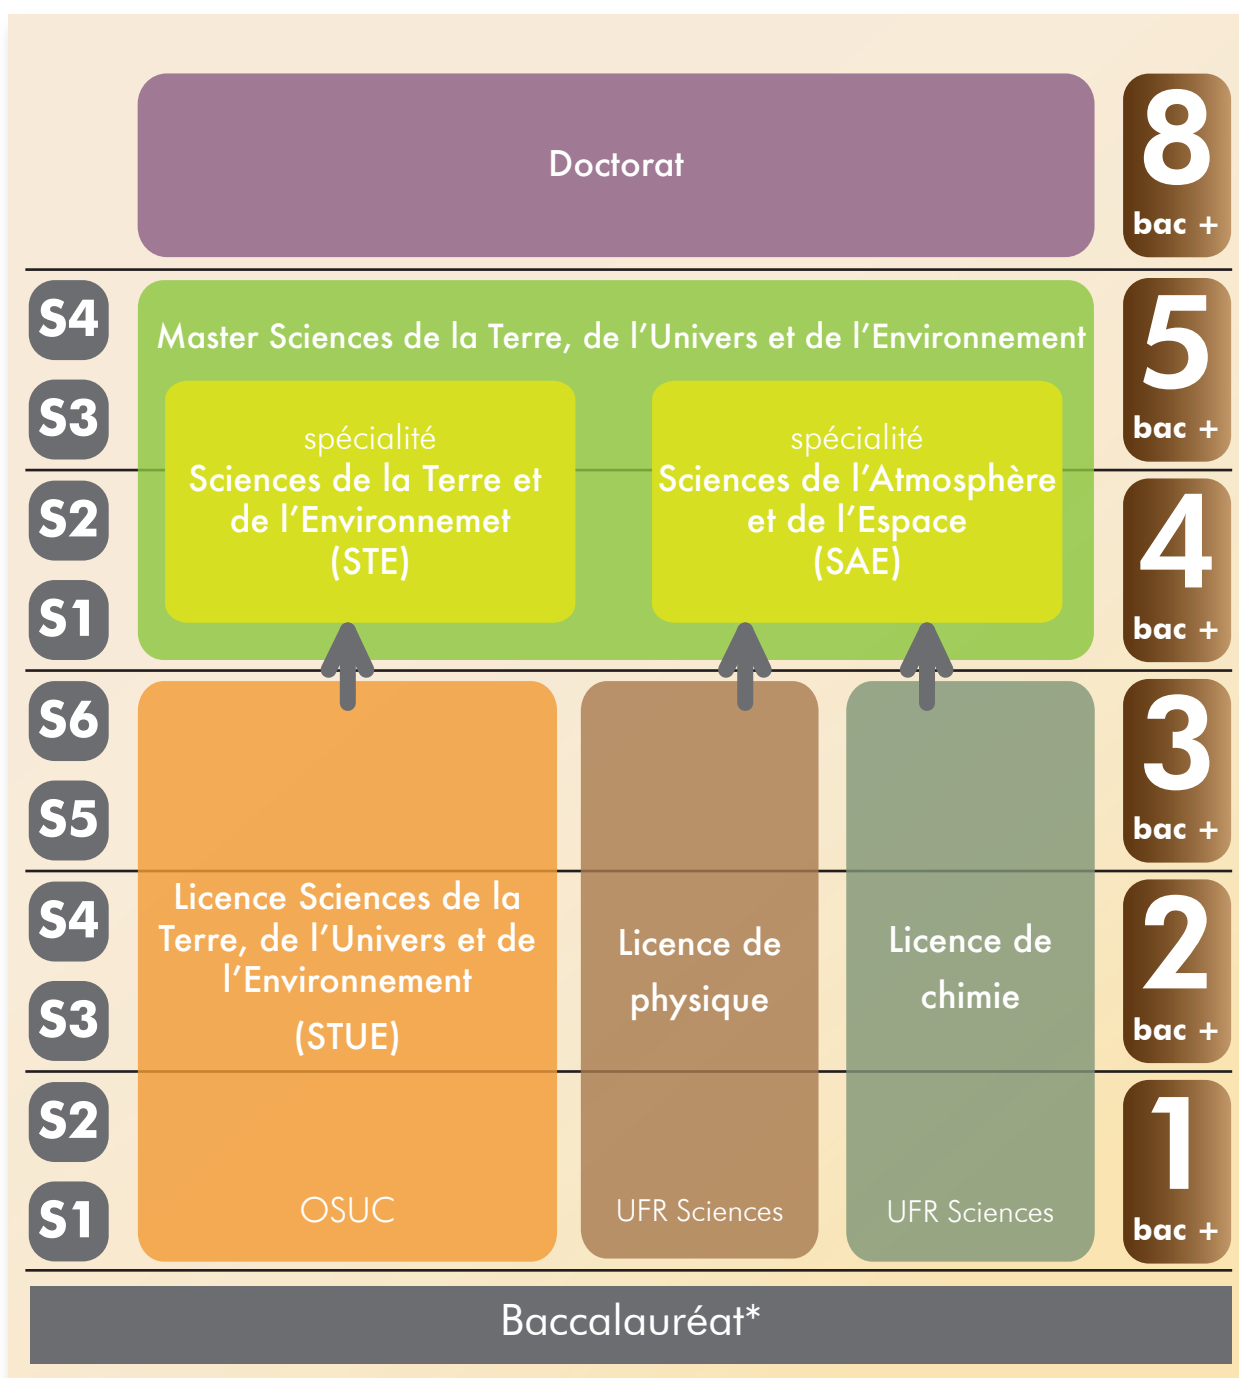 Doctorat
8
bac +
S4
Master Sciences de la Terre, de l'Univers et de l'Environnement
5
bac +
S3
spécialité
Sciences de la Terre et
de l'Environnemet
(STE)
spécialité
Sciences de l'Atmosphère
et de l'Espace
(SAE)
S2
4
bac +
S1
S6
3
bac +
S5
S4
Licence Sciences de la
Terre, de l'Univers et de
l'Environnement
(STUE)
Licence de
physique
Licence de
chimie
2
bac +
S3
S2
1
bac +
S1
OSUC
UFR Sciences
UFR Sciences
Baccalauréat*